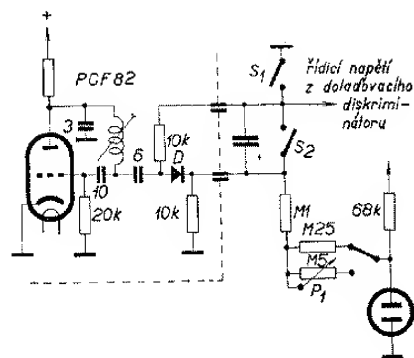 +
PCF82
S₁
řídicí napětí
z dolaďovacího
diskrimi-
nátoru
3
10k
6
D
S₂
10
20k
10k
M1
M25
68k
M5
P₁